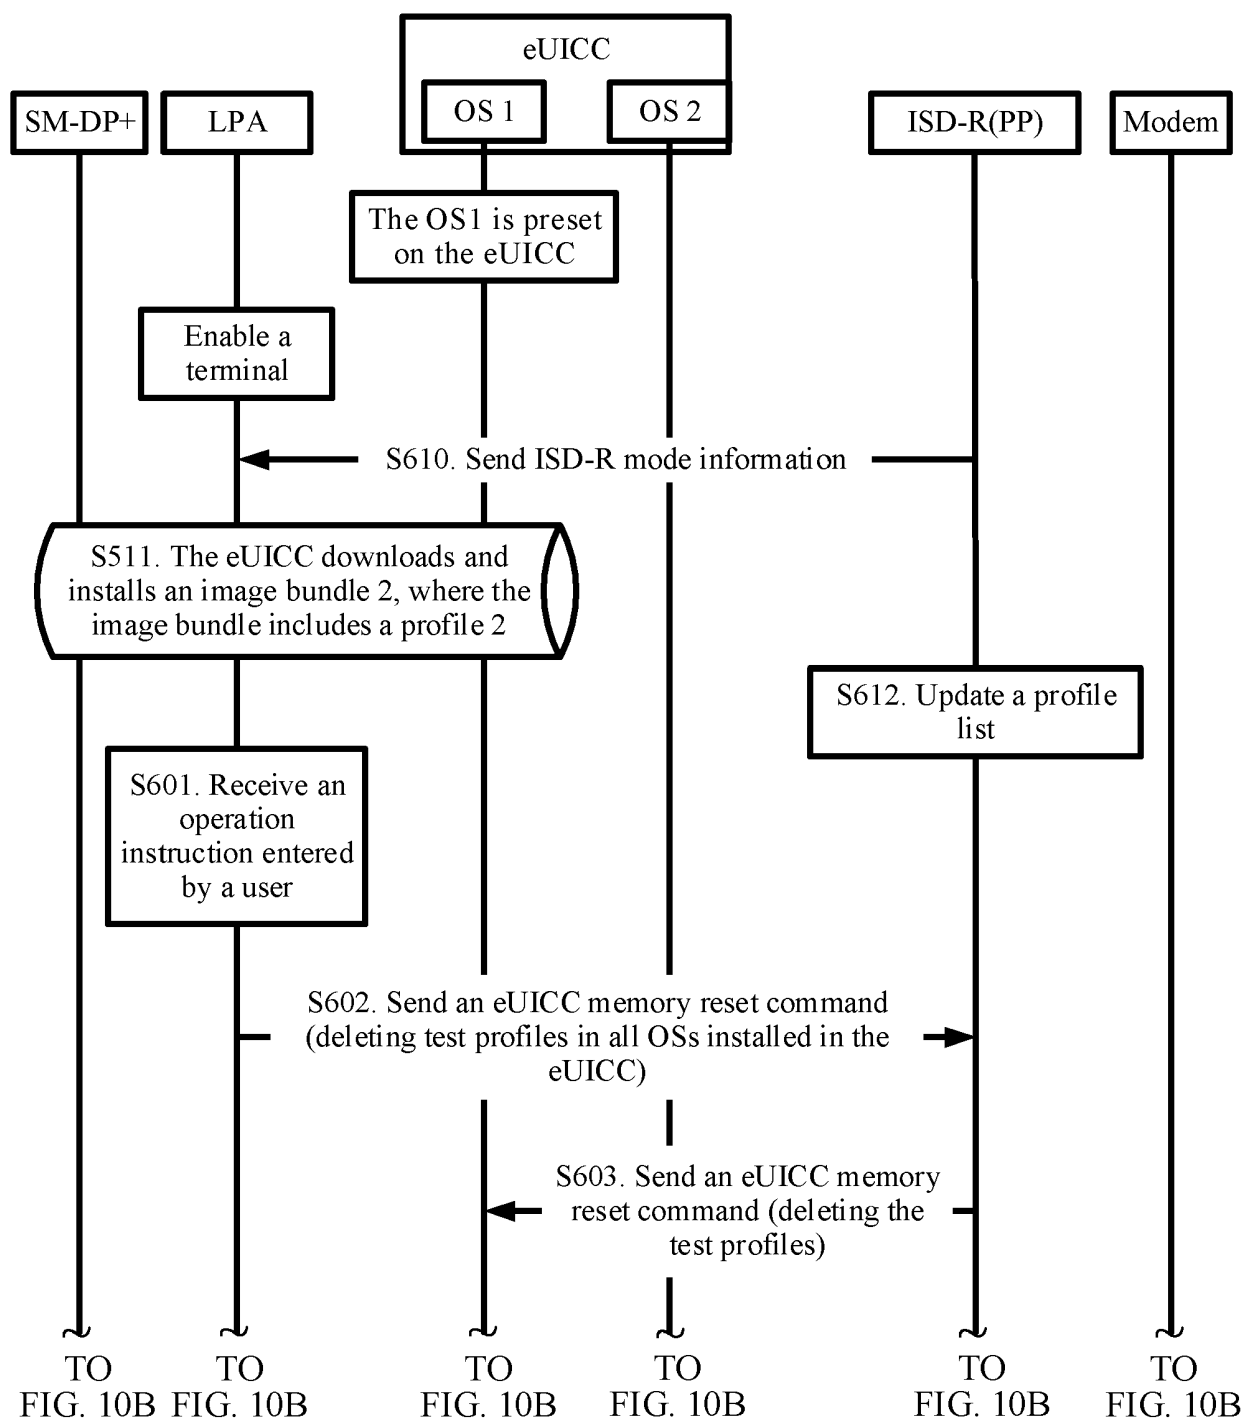 eUICC
SM-DP+
LPA
OS 1
OS 2
ISD-R(PP)
Modem
The OS1 is preset
on the eUICC
Enable a
terminal
S610. Send ISD-R mode information
S511. The eUICC downloads and
installs an image bundle 2, where the
image bundle includes a profile 2
S612. Update a profile
list
S601. Receive an
operation
instruction entered
by a user
S602. Send an eUICC memory reset command
(deleting test profiles in all OSs installed in the
eUICC)
S603. Send an eUICC memory
reset command (deleting the
test profiles)
TO
FIG. 10B
TO
FIG. 10B
TO
FIG. 10B
TO
FIG. 10B
TO
FIG. 10B
TO
FIG. 10B